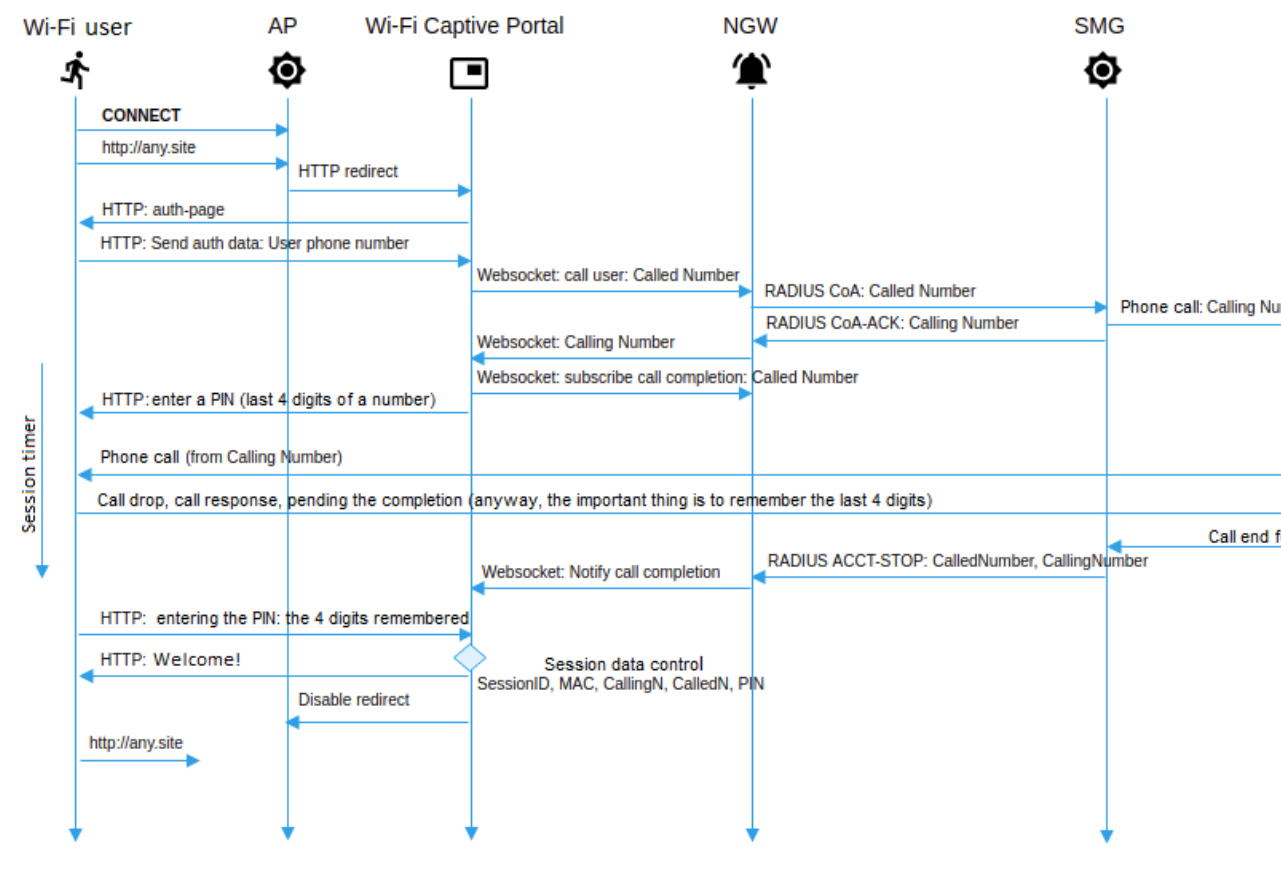 Wi-Fi user AP Wi-Fi Captive Portal NGW SMG
CONNECT
http://any.site
HTTP redirect
HTTP: auth-page
HTTP: Send auth data: User phone number
Websocket: call user: Called Number
RADIUS CoA: Called Number
Phone call: Calling Nu
RADIUS CoA-ACK: Calling Number
Websocket: Calling Number
Websocket: subscribe call completion: Called Number
HTTP: enter a PIN (last 4 digits of a number)
Session timer
Phone call (from Calling Number)
Call drop, call response, pending the completion (anyway, the important thing is to remember the last 4 digits)
Call end f
RADIUS ACCT-STOP: CalledNumber, CallingNumber
Websocket: Notify call completion
HTTP: entering the PIN: the 4 digits remembered
HTTP: Welcome!
Session data control
SessionID, MAC, CallingN, CalledN, PIN
Disable redirect
http://any.site